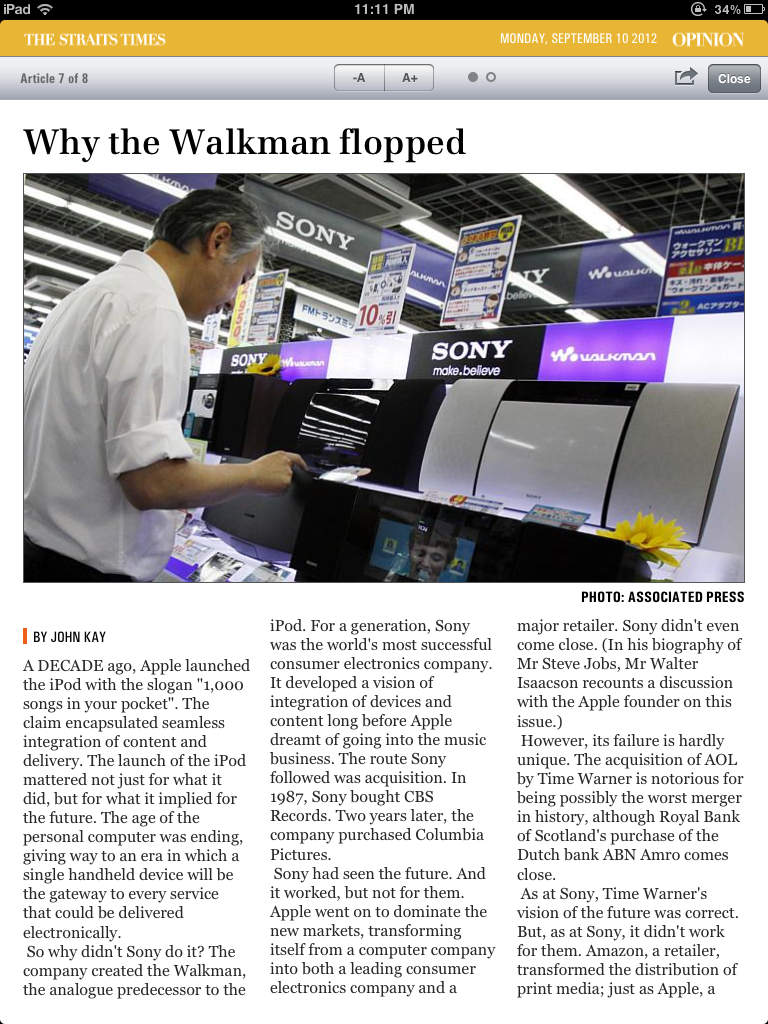 iPad
11:11 PM
34%
THE STRAITS TIMES
MONDAY, SEPTEMBER 10 2012
OPINION
Article 7 of 8
-A
A+
Close
Why the Walkman flopped
SONY
WALKMAN
SONY
make.believe
WALKMAN
SONY
WALKMAN
10%引
FMトランスミッ
ウォークマン
アクセサリー
ACアダプター
PHOTO: ASSOCIATED PRESS
BY JOHN KAY
A DECADE ago, Apple launched
the iPod with the slogan "1,000
songs in your pocket". The
claim encapsulated seamless
integration of content and
delivery. The launch of the iPod
mattered not just for what it
did, but for what it implied for
the future. The age of the
personal computer was ending,
giving way to an era in which a
single handheld device will be
the gateway to every service
that could be delivered
electronically.
So why didn't Sony do it? The
company created the Walkman,
the analogue predecessor to the
iPod. For a generation, Sony
was the world's most successful
consumer electronics company.
It developed a vision of
integration of devices and
content long before Apple
dreamt of going into the music
business. The route Sony
followed was acquisition. In
1987, Sony bought CBS
Records. Two years later, the
company purchased Columbia
Pictures.
Sony had seen the future. And
it worked, but not for them.
Apple went on to dominate the
new markets, transforming
itself from a computer company
into both a leading consumer
electronics company and a
major retailer. Sony didn't even
come close. (In his biography of
Mr Steve Jobs, Mr Walter
Isaacson recounts a discussion
with the Apple founder on this
issue.)
However, its failure is hardly
unique. The acquisition of AOL
by Time Warner is notorious for
being possibly the worst merger
in history, although Royal Bank
of Scotland's purchase of the
Dutch bank ABN Amro comes
close.
As at Sony, Time Warner's
vision of the future was correct.
But, as at Sony, it didn't work
for them. Amazon, a retailer,
transformed the distribution of
print media; just as Apple, a